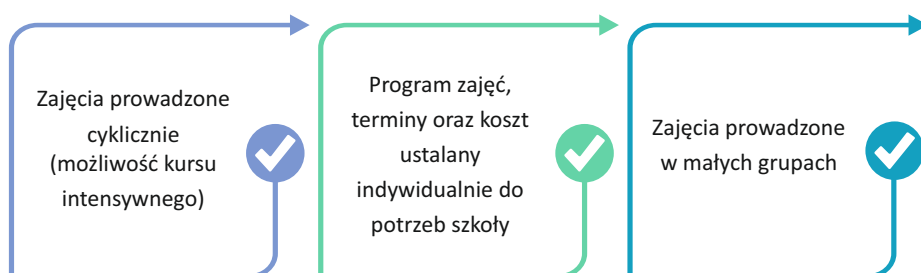 Zajęcia prowadzone
cyklicznie
(możliwość kursu
intensywnego)
Program zajęć,
terminy oraz koszt
ustalany
indywidualnie do
potrzeb szkoły
Zajęcia prowadzone
w małych grupach